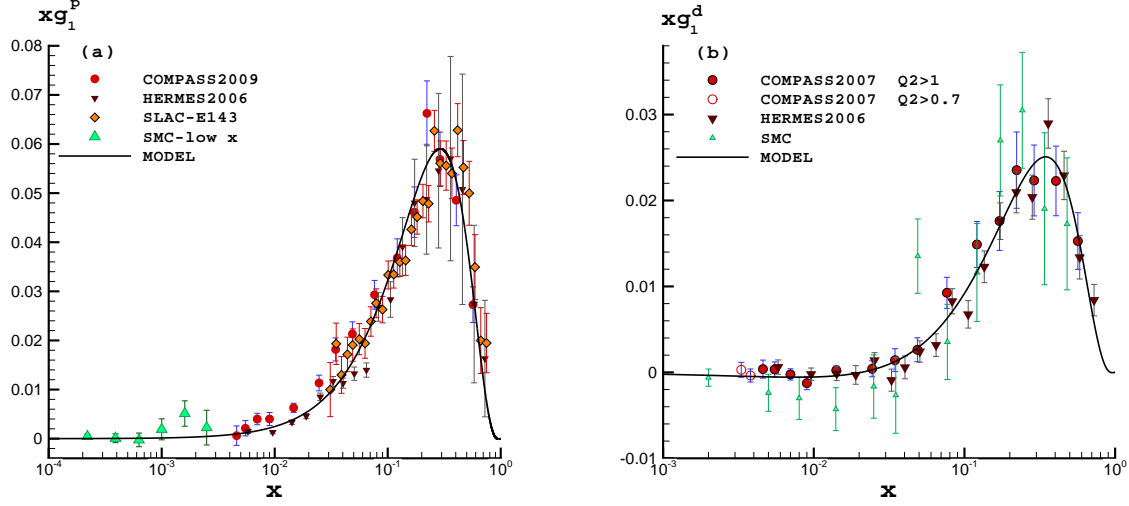 xg₁ᵖ
0.08
(a)
COMPASS2009
0.07
HERMES2006
SLAC-E143
0.06
SMC-low x
MODEL
0.05
0.04
0.03
0.02
0.01
0
10⁻⁴ 10⁻³ 10⁻² 10⁻¹ 10⁰
x
xg₁ᵈ
(b)
0.03
COMPASS2007 Q2>1
COMPASS2007 Q2>0.7
HERMES2006
SMC
MODEL
0.02
0.01
0
-0.01
10⁻³ 10⁻² 10⁻¹ 10⁰
x